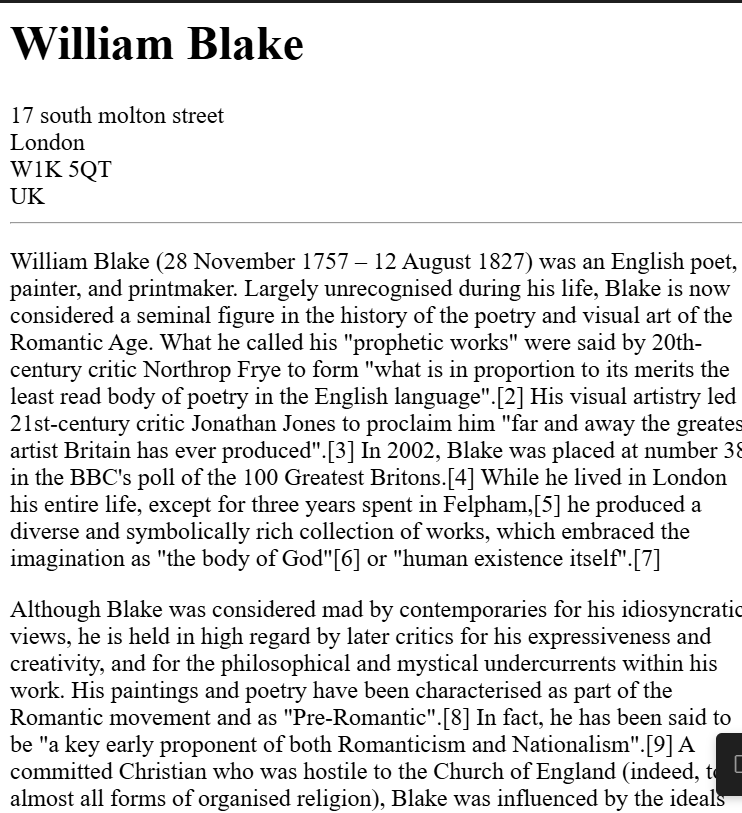 William Blake
17 south molton street
London
W1K 5QT
UK
William Blake (28 November 1757 – 12 August 1827) was an English poet,
painter, and printmaker. Largely unrecognised during his life, Blake is now
considered a seminal figure in the history of the poetry and visual art of the
Romantic Age. What he called his "prophetic works" were said by 20th-
century critic Northrop Frye to form "what is in proportion to its merits the
least read body of poetry in the English language".[2] His visual artistry led
21st-century critic Jonathan Jones to proclaim him "far and away the greates
artist Britain has ever produced".[3] In 2002, Blake was placed at number 38
in the BBC's poll of the 100 Greatest Britons.[4] While he lived in London
his entire life, except for three years spent in Felpham,[5] he produced a
diverse and symbolically rich collection of works, which embraced the
imagination as "the body of God"[6] or "human existence itself".[7]
Although Blake was considered mad by contemporaries for his idiosyncratic
views, he is held in high regard by later critics for his expressiveness and
creativity, and for the philosophical and mystical undercurrents within his
work. His paintings and poetry have been characterised as part of the
Romantic movement and as "Pre-Romantic".[8] In fact, he has been said to
be "a key early proponent of both Romanticism and Nationalism".[9] A
committed Christian who was hostile to the Church of England (indeed,
almost all forms of organised religion), Blake was influenced by the ideals